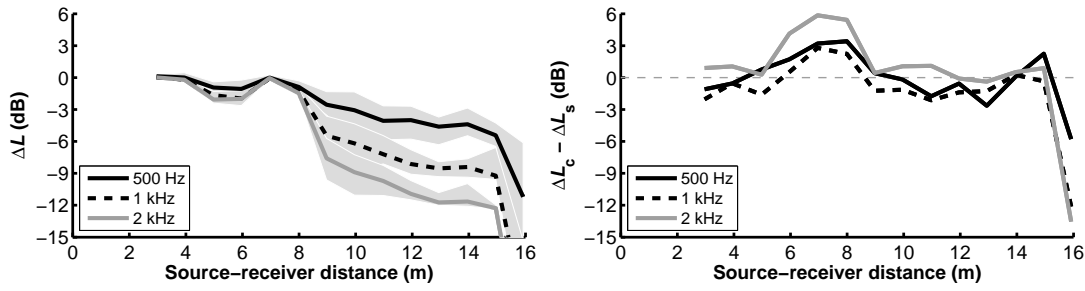 6
3
0
−3
−6
−9
−12
−15
ΔL (dB)
500 Hz
1 kHz
2 kHz
0 2 4 6 8 10 12 14 16
Source−receiver distance (m)
6
3
0
−3
−6
−9
−12
−15
ΔLc − ΔLs (dB)
500 Hz
1 kHz
2 kHz
0 2 4 6 8 10 12 14 16
Source−receiver distance (m)